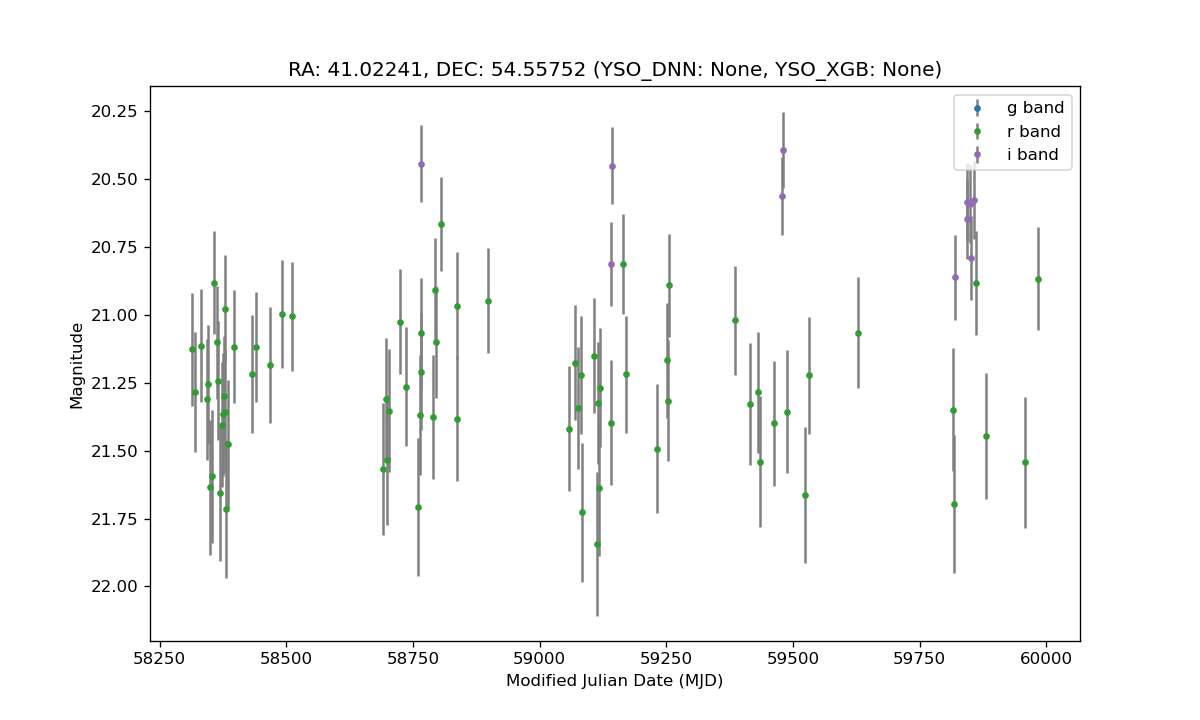 RA: 41.02241, DEC: 54.55752 (YSO_DNN: None, YSO_XGB: None)
g band
r band
i band
20.25
20.50
20.75
21.00
21.25
21.50
21.75
22.00
Magnitude
58250 58500 58750 59000 59250 59500 59750 60000
Modified Julian Date (MJD)